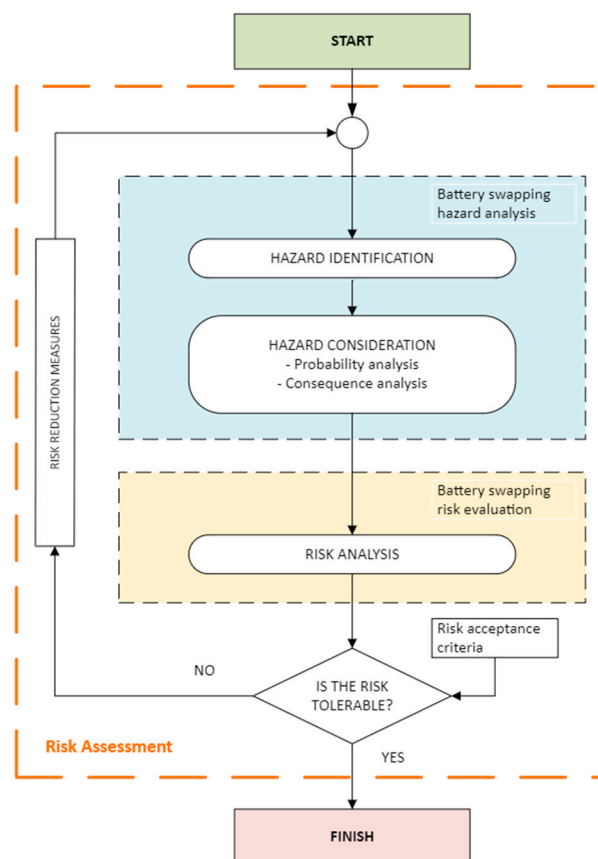 START
Battery swapping
hazard analysis
HAZARD IDENTIFICATION
HAZARD CONSIDERATION
- Probability analysis
- Consequence analysis
RISK REDUCTION MEASURES
Battery swapping
risk evaluation
RISK ANALYSIS
Risk acceptance
criteria
NO
IS THE RISK
TOLERABLE?
Risk Assessment
YES
FINISH